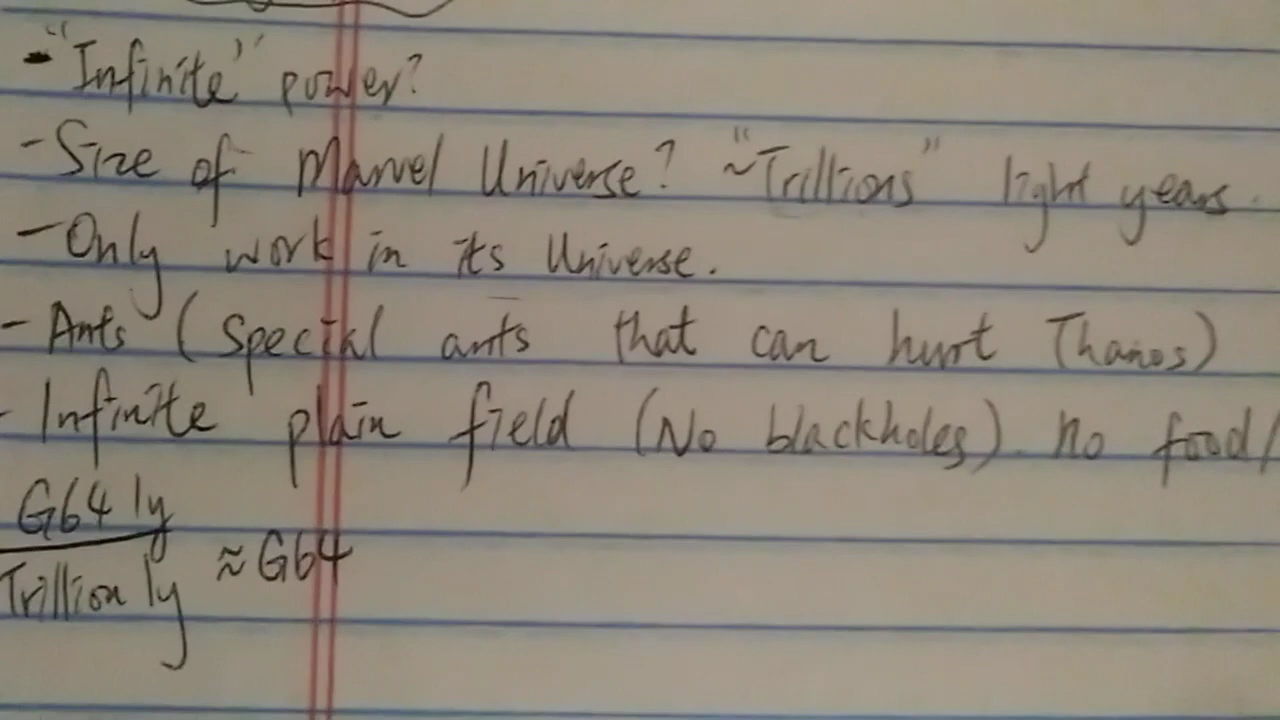 - "Infinite" power?
- Size of Marvel Universe? ~"Trillions" light years.
- Only work in its Universe.
- Ants (Special ants that can hurt Thanos)
- Infinite plain field (No blackholes). no food/
G64 ly
Trillion ly ≈ G64